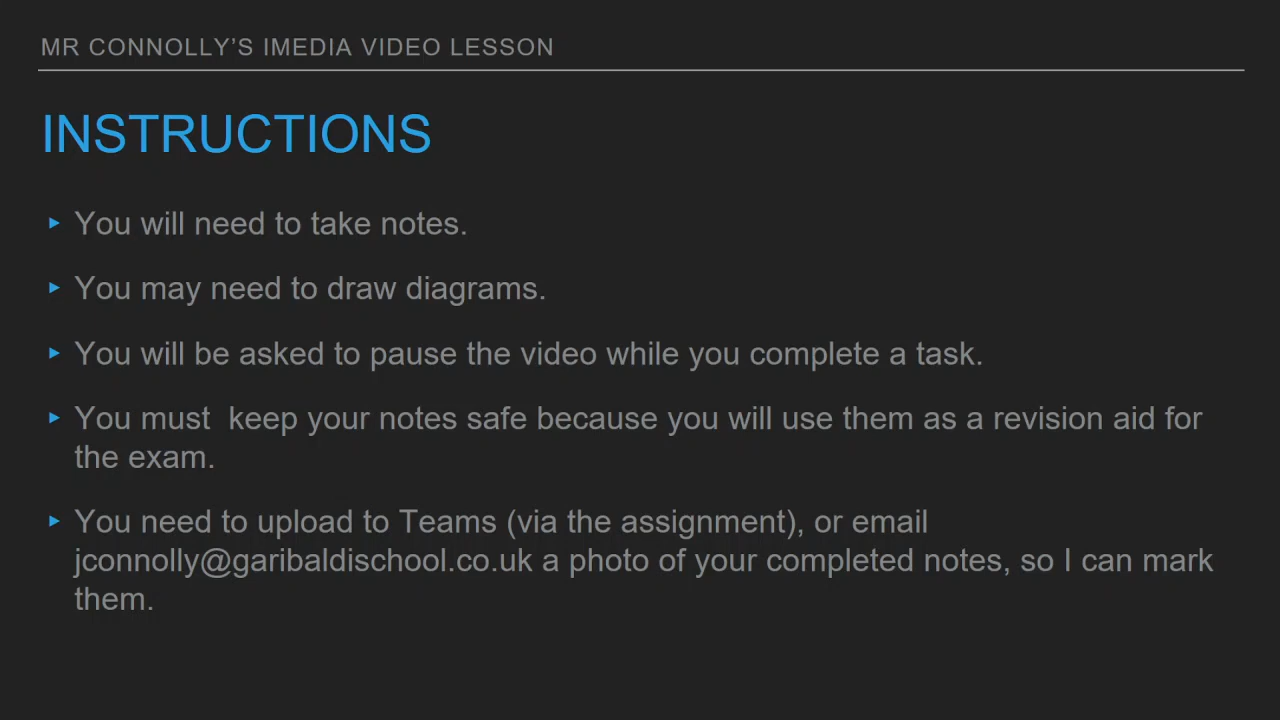 MR CONNOLLY’S IMEDIA VIDEO LESSON
INSTRUCTIONS
▸ You will need to take notes.
▸ You may need to draw diagrams.
▸ You will be asked to pause the video while you complete a task.
▸ You must  keep your notes safe because you will use them as a revision aid for
the exam.
▸ You need to upload to Teams (via the assignment), or email
jconnolly@garibaldischool.co.uk a photo of your completed notes, so I can mark
them.